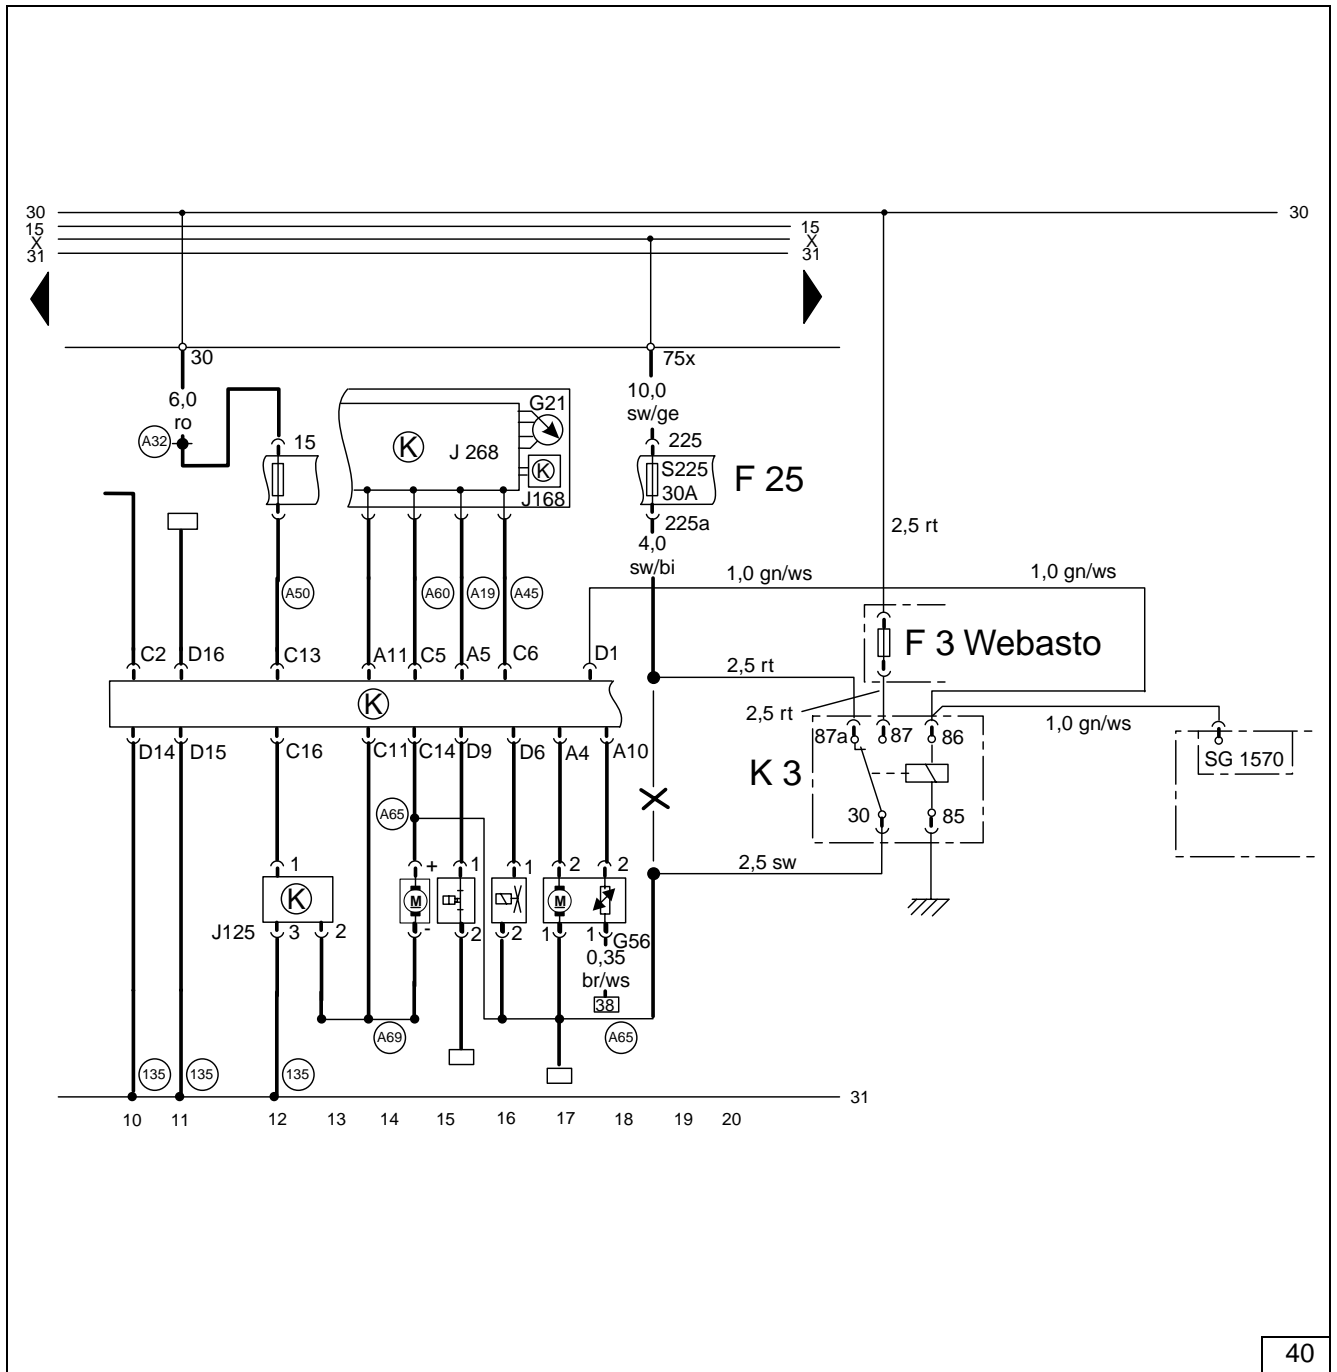 30
30
15
15
X
X
31
31
30
75x
6,0
ro
10,0
sw/ge
G21
A32
15
225
K
J 268
K
J168
S225
30A
F 25
225a
4,0
sw/bi
2,5 rt
1,0 gn/ws
1,0 gn/ws
A50
A60
A19
A45
F 3 Webasto
C2
D16
C13
A11
C5
A5
C6
D1
2,5 rt
K
2,5 rt
1,0 gn/ws
87a
87
86
D14
D15
C16
C11
C14
D9
D6
A4
A10
K 3
SG 1570
A65
30
85
1
+
1
1
2
2
2,5 sw
K
M
M
J125
3
2
-
2
2
1
1
G56
0,35
br/ws
38
A69
A65
135
135
135
31
10
11
12
13
14
15
16
17
18
19
20
40